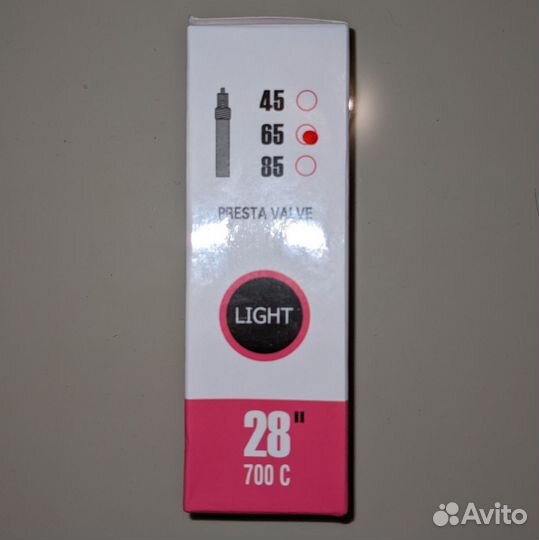 45
65
85
PRESTA VALVE
LIGHT
28"
700 C
Avito